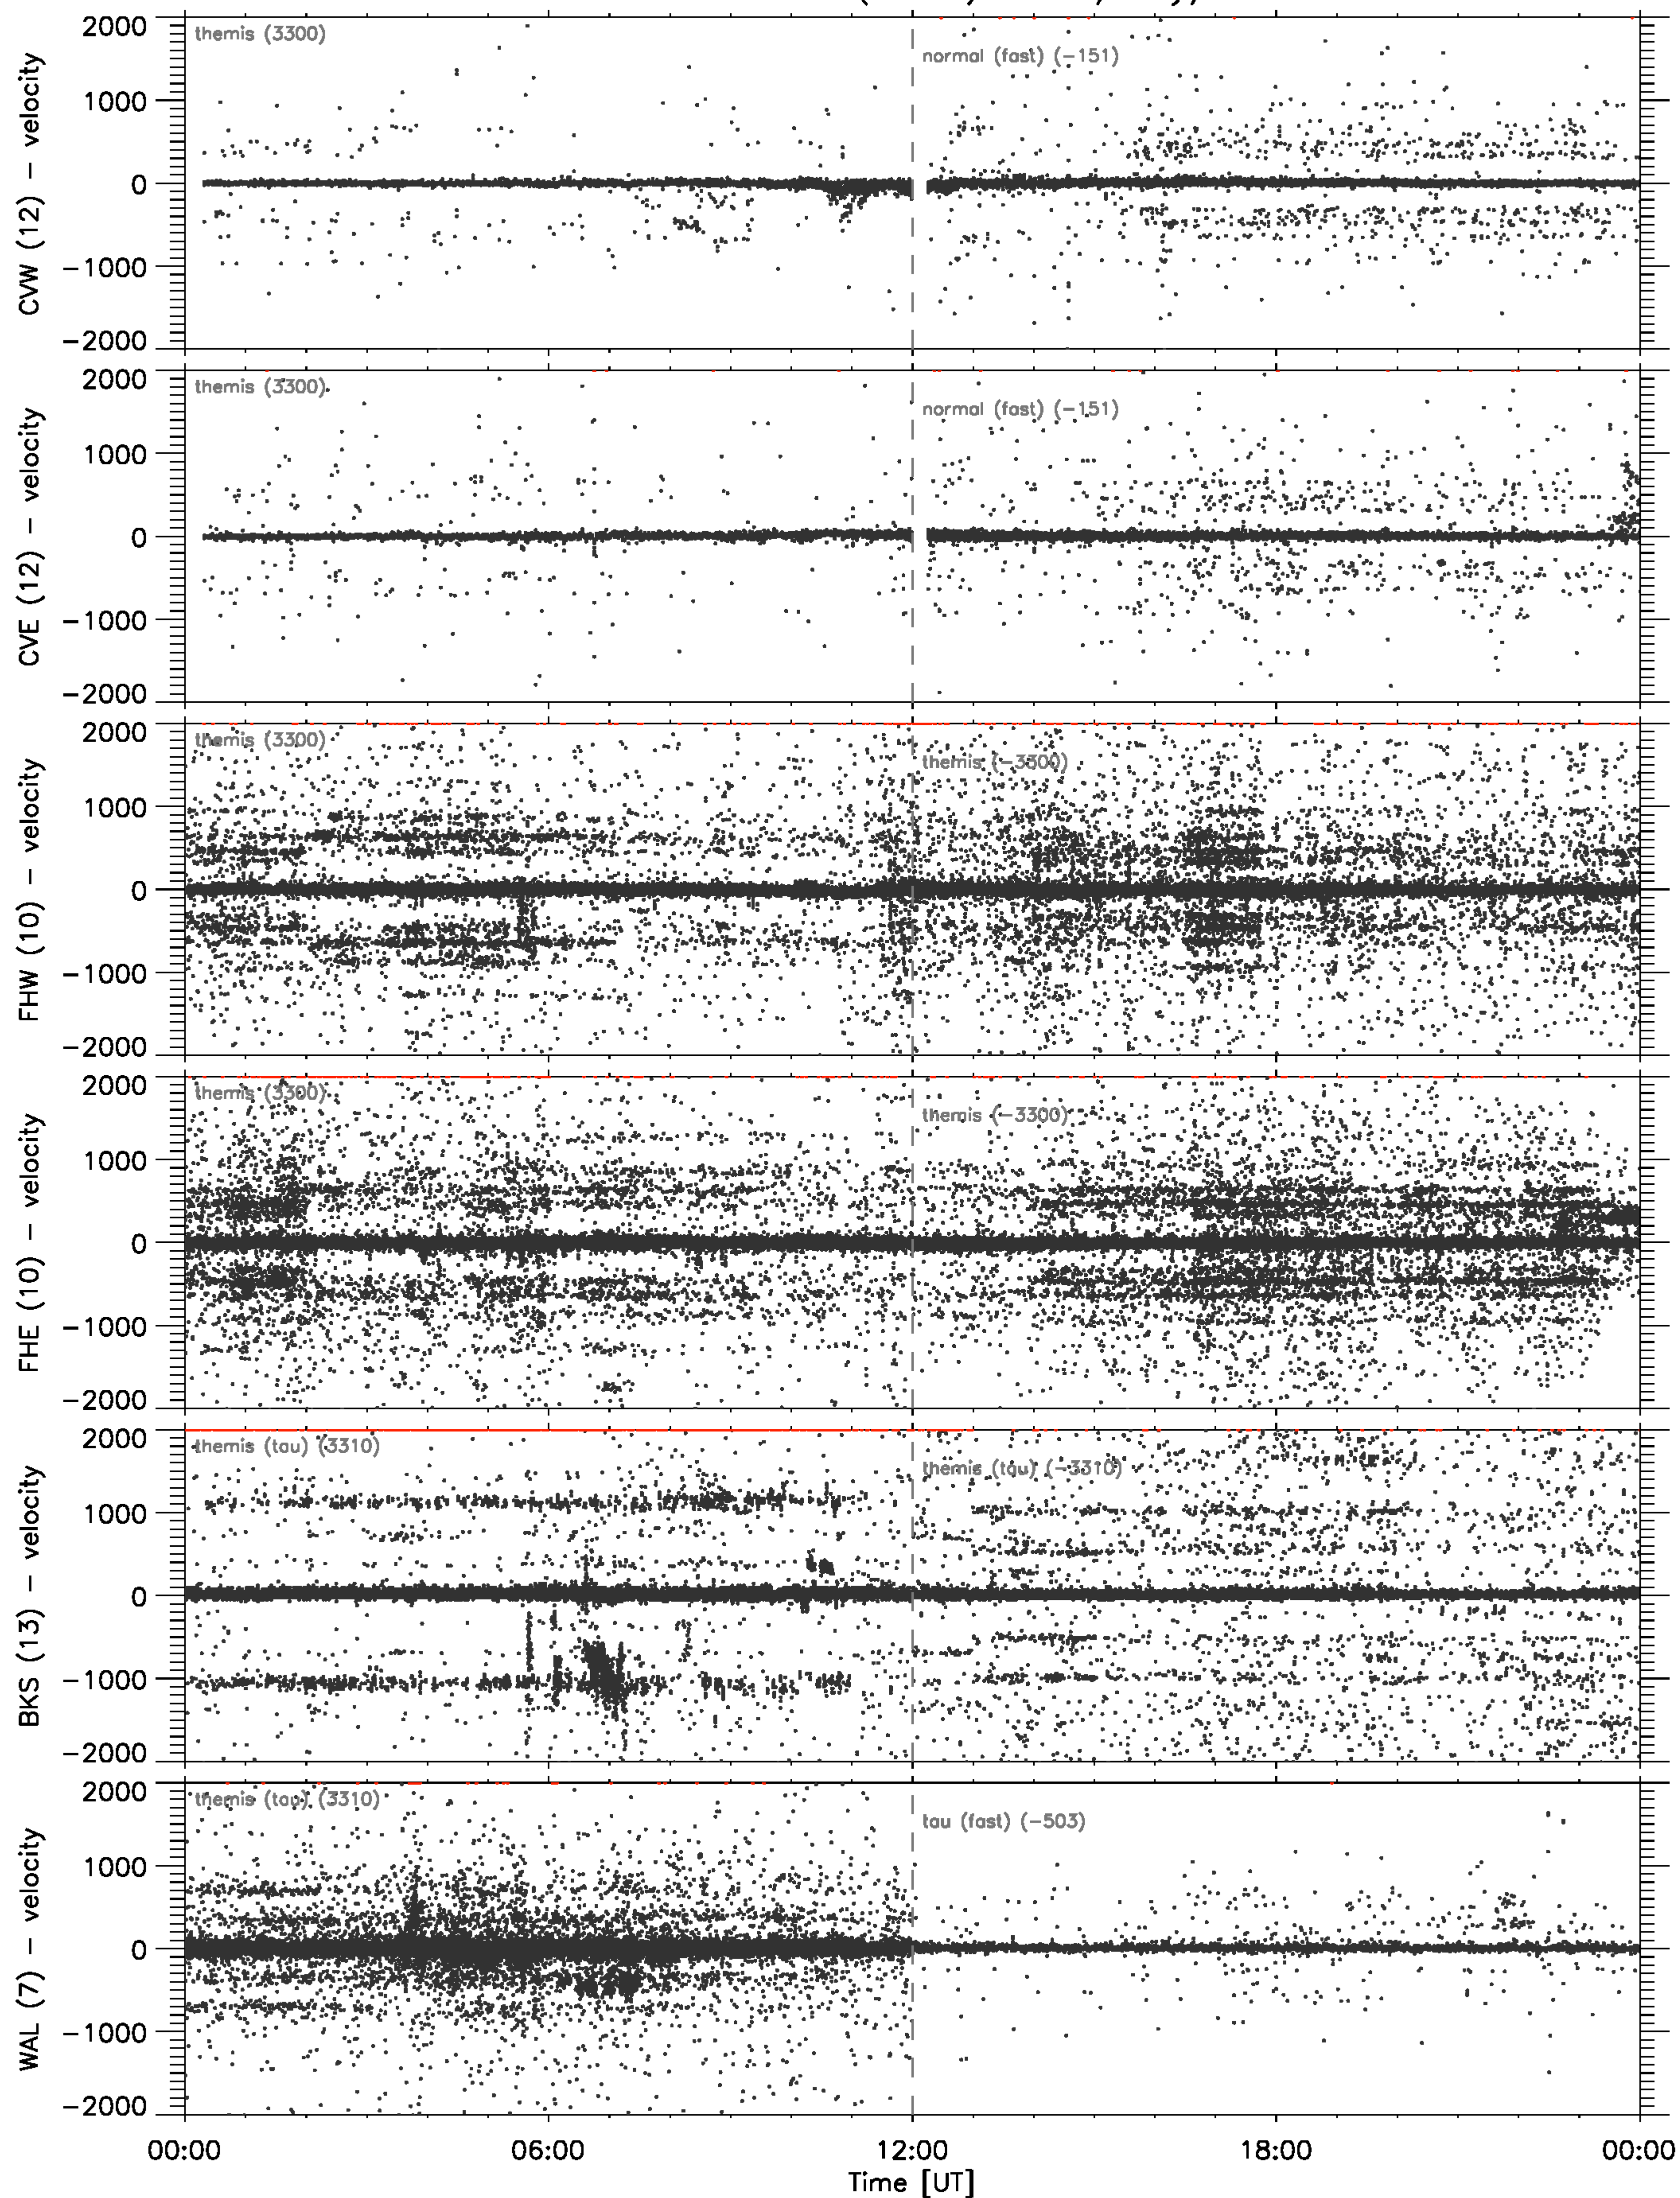 2000
themis (3300)
normal (fast) (-151)
1000
0
-1000
-2000
CVW (12) - velocity
2000
themis (3300)
normal (fast) (-151)
1000
0
-1000
-2000
CVE (12) - velocity
2000
themis (3300)
themis (-3300)
1000
0
-1000
-2000
FHW (10) - velocity
2000
themis (3300)
themis (-3300)
1000
0
-1000
-2000
FHE (10) - velocity
2000
themis (tau) (3310)
themis (tau) (-3310)
1000
0
-1000
-2000
BKS (13) - velocity
2000
themis (tau) (3310)
tau (fast) (-503)
1000
0
-1000
-2000
WAL (7) - velocity
00:00 06:00 12:00 18:00 00:00
Time [UT]